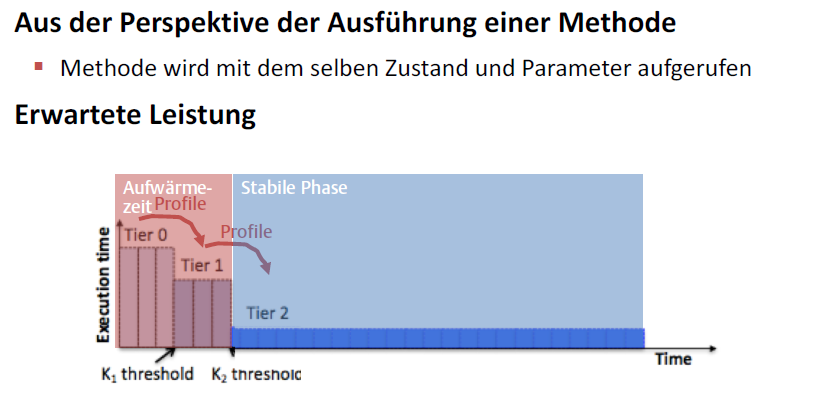 Aus der Perspektive der Ausführung einer Methode
Methode wird mit dem selben Zustand und Parameter aufgerufen
Erwartete Leistung
Aufwärme-
zeit
Stabile Phase
Profile
Profile
Tier 0
Tier 1
Tier 2
Execution time
Time
K₁ threshold
K₂ threshold